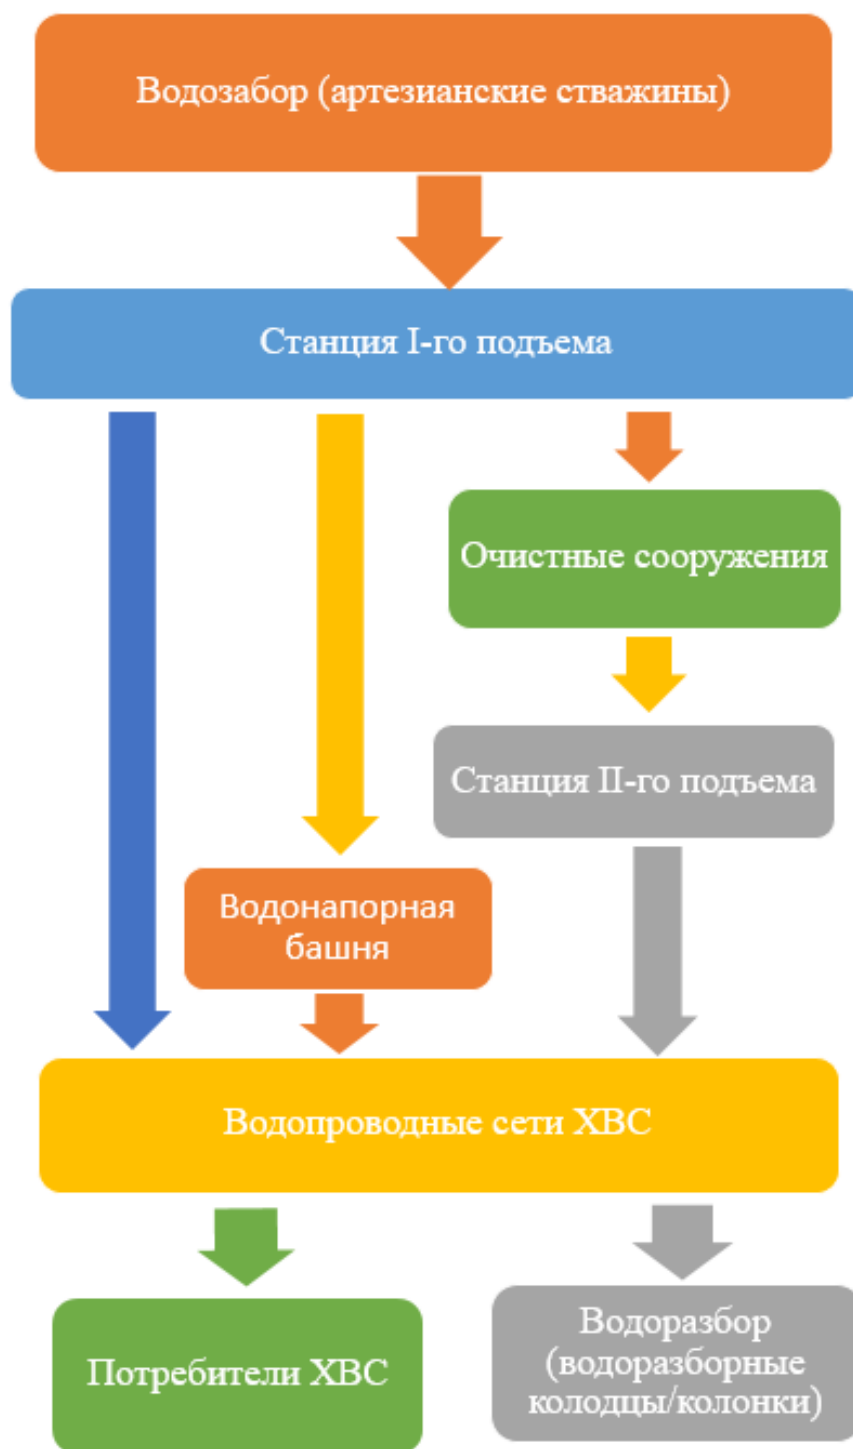 Водозабор (артезианские стважины)
Станция I-го подъема
Очистные сооружения
Станция II-го подъема
Водонапорная
башня
Водопроводные сети ХВС
Потребители ХВС
Водоразбор
(водоразборные
колодцы/колонки)